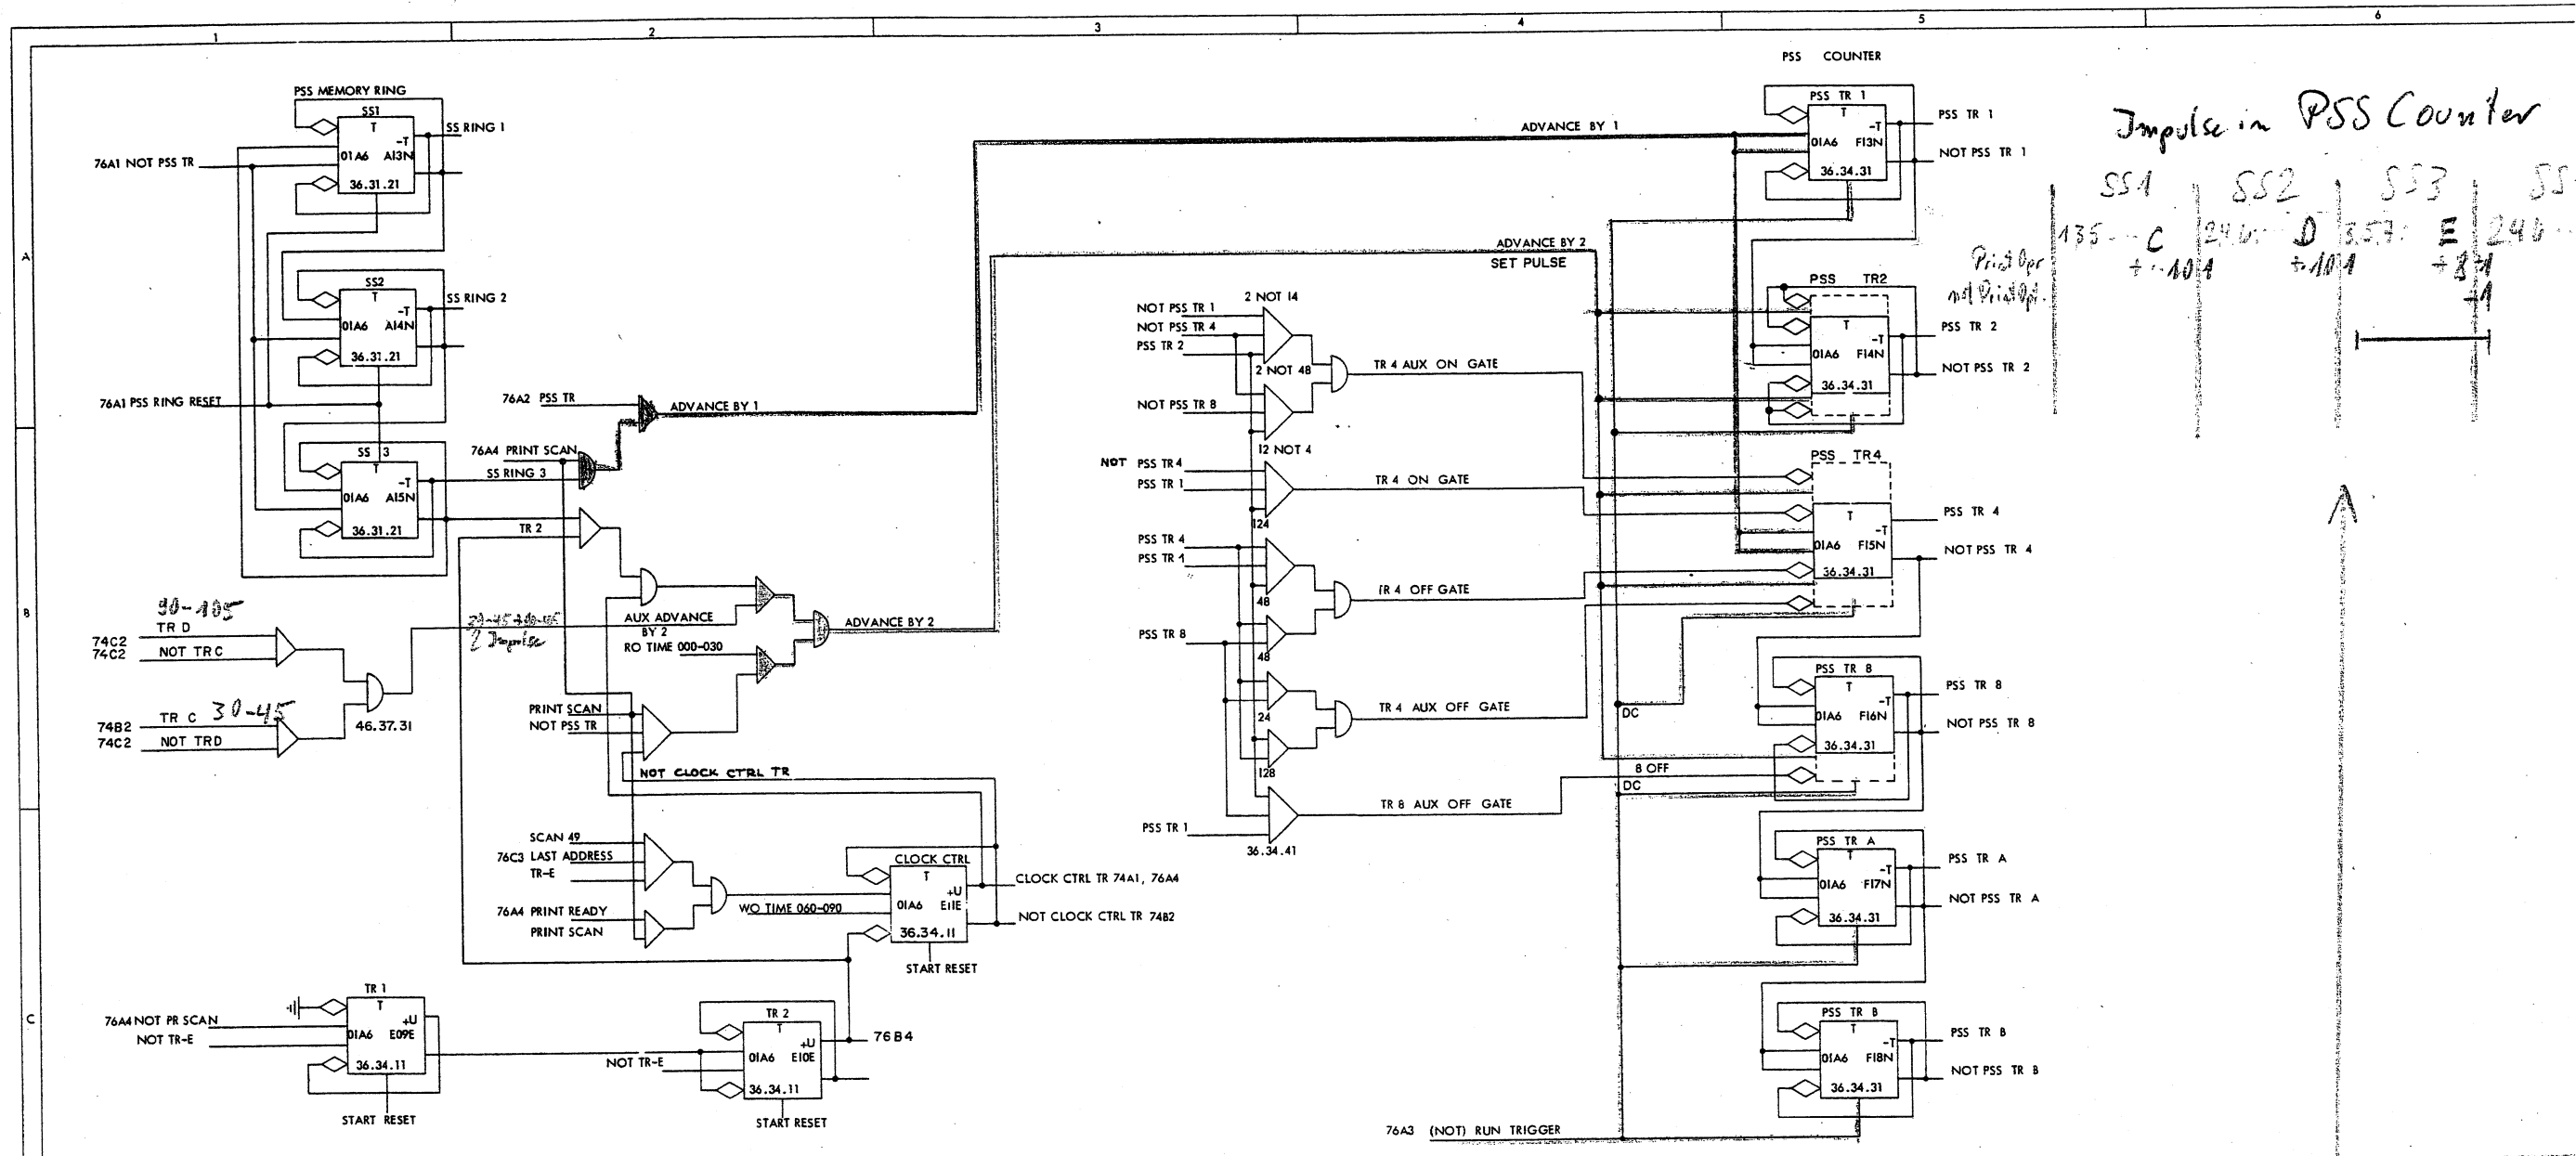 1
2
3
4
5
6
A
B
C
PSS MEMORY RING
SS1
T
-T
01A6 A13N
36.31.21
SS RING 1
76A1 NOT PSS TR
SS2
T
-T
01A6 A14N
36.31.21
SS RING 2
76A1 PSS RING RESET
SS 3
T
-T
01A6 A15N
36.31.21
SS RING 3
76A2 PSS TR
ADVANCE BY 1
76A4 PRINT SCAN
TR 2
90-105
74C2 TR D
74C2 NOT TRC
74B2 TR C 30-45
74C2 NOT TRD
46.37.31
2 Impulse
AUX ADVANCE
BY 2
RO TIME 000-030
ADVANCE BY 2
PRINT SCAN
NOT PSS TR
NOT CLOCK CTRL TR
SCAN 49
76C3 LAST ADDRESS
TR-E
76A4 PRINT READY
PRINT SCAN
WO TIME 060-090
CLOCK CTRL
T
+U
01A6 E11E
36.34.11
START RESET
CLOCK CTRL TR 74A1, 76A4
NOT CLOCK CTRL TR 74B2
TR 1
T
+U
01A6 E09E
36.34.11
START RESET
76A4 NOT PR SCAN
NOT TR-E
NOT TR-E
TR 2
T
+U
01A6 E10E
36.34.11
START RESET
76B4
ADVANCE BY 1
ADVANCE BY 2
SET PULSE
2 NOT 14
NOT PSS TR 1
NOT PSS TR 4
PSS TR 2
2 NOT 48
NOT PSS TR 8
TR 4 AUX ON GATE
12 NOT 4
NOT PSS TR 4
PSS TR 1
TR 4 ON GATE
124
PSS TR 4
PSS TR 1
48
TR 4 OFF GATE
PSS TR 8
48
24
TR 4 AUX OFF GATE
128
TR 8 AUX OFF GATE
PSS TR 1
36.34.41
8 OFF
DC
DC
76A3 (NOT) RUN TRIGGER
PSS COUNTER
PSS TR 1
T
-T
01A6 F13N
36.34.31
PSS TR 1
NOT PSS TR 1
PSS TR2
T
-T
01A6 F14N
36.34.31
PSS TR 2
NOT PSS TR 2
PSS TR4
T
-T
01A6 F15N
36.34.31
PSS TR 4
NOT PSS TR 4
PSS TR 8
T
-T
01A6 F16N
36.34.31
PSS TR 8
NOT PSS TR 8
PSS TR A
T
-T
01A6 F17N
36.34.31
PSS TR A
NOT PSS TR A
PSS TR B
T
-T
01A6 F18N
36.34.31
PSS TR B
NOT PSS TR B
Impulse in PSS Counter
SS1 SS2 SS3 SS
135 -- C 246 D 357 E 246
Print Opr
not Print Opr.